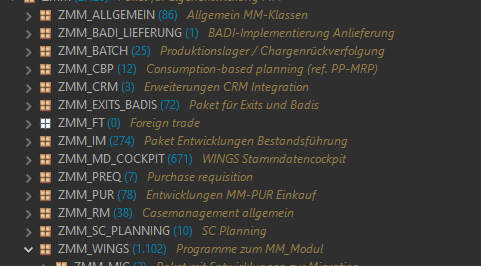 ZMM_ALLGEMEIN (86) Allgemein MM-Klassen
ZMM_BADI_LIEFERUNG (1) BADI-Implementierung Anlieferung
ZMM_BATCH (25) Produktionslager / Chargenrückverfolgung
ZMM_CBP (12) Consumption-based planning (ref. PP-MRP)
ZMM_CRM (3) Erweiterungen CRM Integration
ZMM_EXITS_BADIS (72) Paket für Exits und Badis
ZMM_FT (0) Foreign trade
ZMM_IM (274) Paket Entwicklungen Bestandsführung
ZMM_MD_COCKPIT (671) WINGS Stammdatencockpit
ZMM_PREQ (7) Purchase requisition
ZMM_PUR (78) Entwicklungen MM-PUR Einkauf
ZMM_RM (38) Casemanagement allgemein
ZMM_SC_PLANNING (10) SC Planning
ZMM_WINGS (1.102) Programme zum MM_Modul